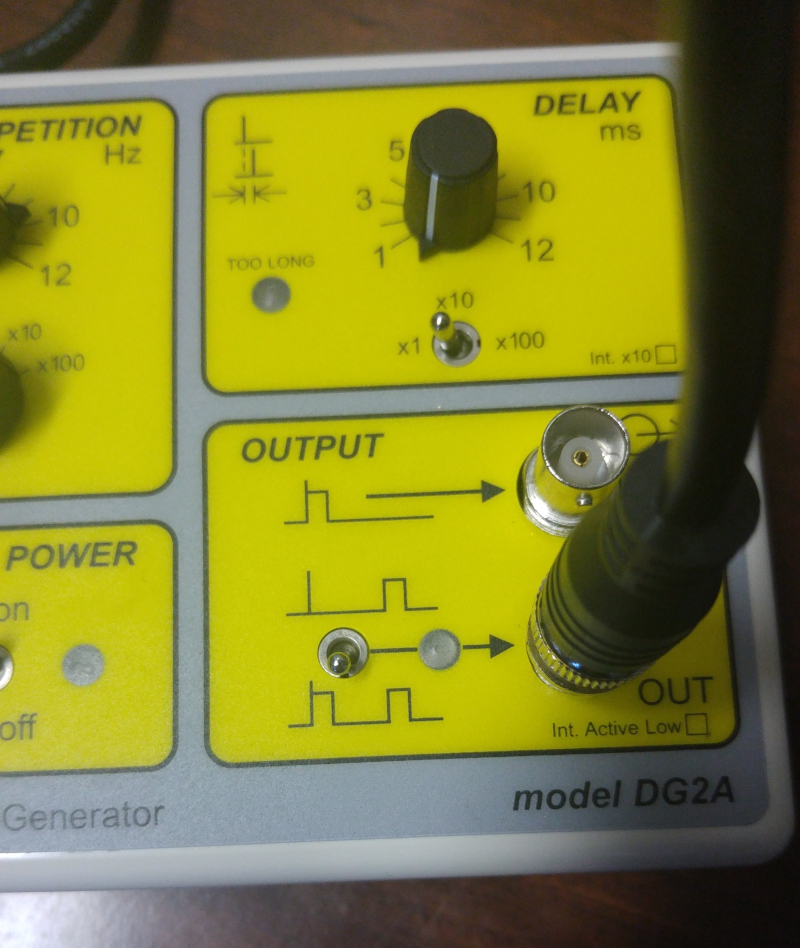 PETITION
Hz
10
12
x10
x100
DELAY
ms
5
3
1
10
12
TOO LONG
x10
x1
x100
Int. x10
OUTPUT
OUT
Int. Active Low
POWER
on
off
Generator
model DG2A